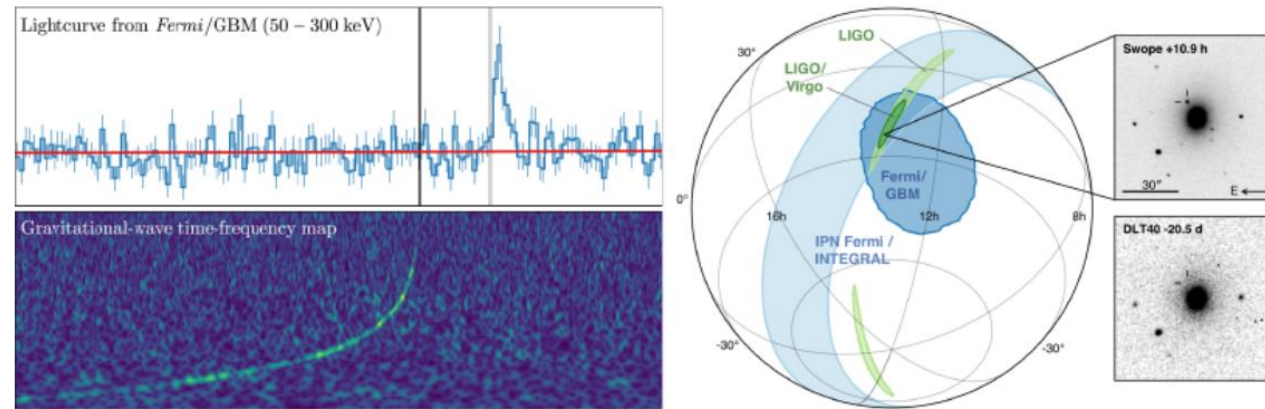 Lightcurve from Fermi/GBM (50 – 300 keV)
Gravitational-wave time-frequency map
30°
LIGO
LIGO/
Virgo
Fermi/
GBM
0°
16h
12h
8h
IPN Fermi /
INTEGRAL
-30°
-30°
Swope +10.9 h
30"
E
DLT40 -20.5 d